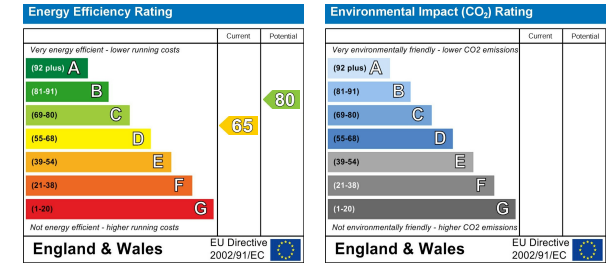 Energy Efficiency Rating
Current Potential
Very energy efficient - lower running costs
(92 plus) A
(81-91) B
(69-80) C
(55-68) D
(39-54) E
(21-38) F
(1-20) G
65
80
Not energy efficient - higher running costs
England & Wales
EU Directive
2002/91/EC
Environmental Impact (CO₂) Rating
Current Potential
Very environmentally friendly - lower CO2 emissions
(92 plus) A
(81-91) B
(69-80) C
(55-68) D
(39-54) E
(21-38) F
(1-20) G
Not environmentally friendly - higher CO2 emissions
England & Wales
EU Directive
2002/91/EC